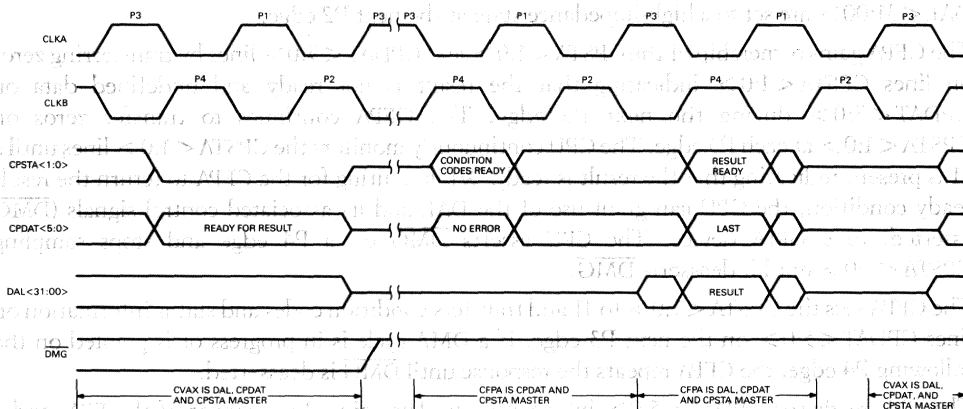 P3 P1 P3 P3 P1 P3 P1 P3
CLKA
P4 P2 P4 P2 P4 P2
CLKB
CPSTA<1:0>
CONDITION
CODES READY
RESULT
READY
CPDAT<5:0>
READY FOR RESULT
NO ERROR
LAST
DAL<31:00>
RESULT
DMG
CVAX IS DAL, CPDAT
AND CPSTA MASTER
CFPA IS CPDAT AND
CPSTA MASTER
CFPA IS DAL, CPDAT
AND CPSTA MASTER
CVAX IS DAL,
CPDAT, AND
CPSTA MASTER